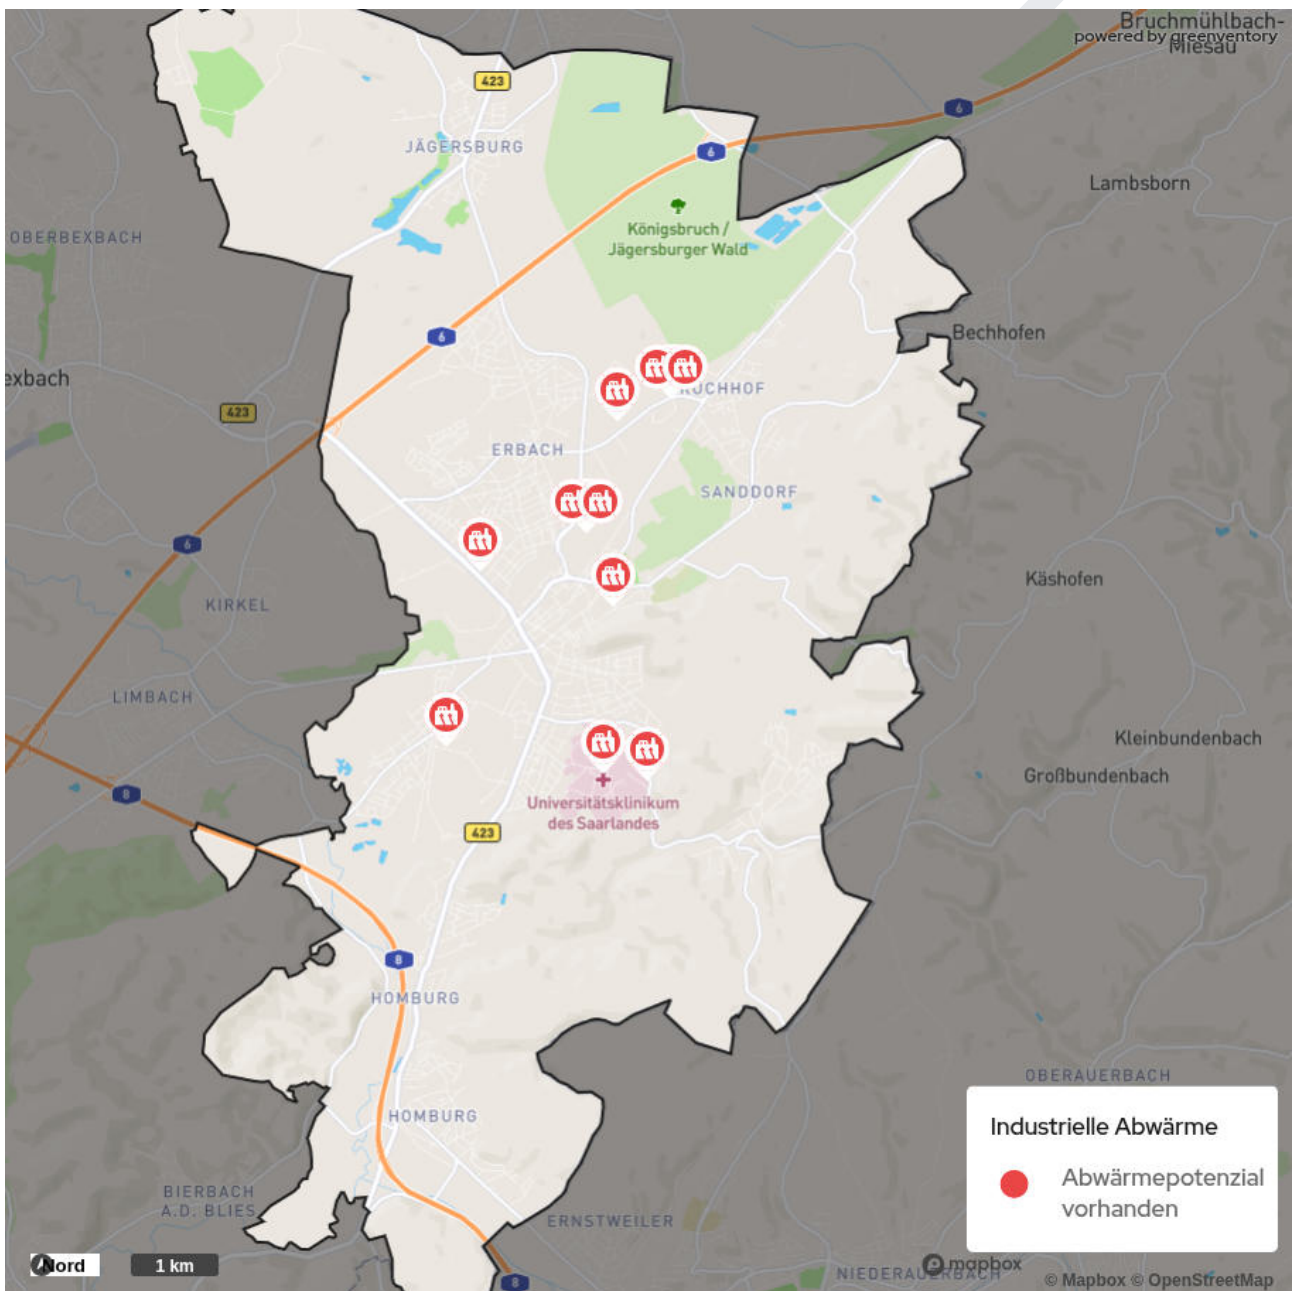 Bruchmühlbach-
Miesau
powered by greenventory
423
6
JÄGERSBURG
6
Lambsborn
Königsbruch /
Jägersburger Wald
OBERBEXBACH
6
Bechhofen
exbach
423
KUCHHOF
ERBACH
SANDDORF
6
Käshofen
KIRKEL
LIMBACH
Kleinbundenbach
Großbundenbach
8
Universitätsklinikum
des Saarlandes
423
8
HOMBURG
OBERAUERBACH
HOMBURG
Industrielle Abwärme
Abwärmepotenzial
vorhanden
BIERBACH
A.D. BLIES
ERNSTWEILER
Nord
1 km
8
NIEDERAUERBACH
mapbox
© Mapbox © OpenStreetMap